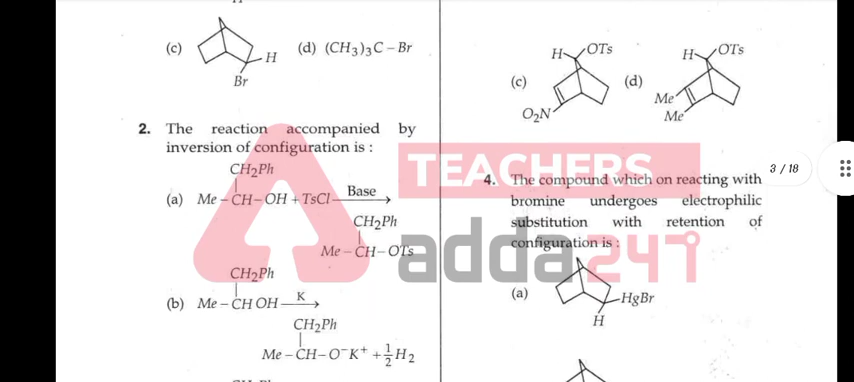 (c)
H
Br
(d) (CH3)3C – Br
2. The reaction accompanied by
inversion of configuration is :
CH2Ph
(a) Me – CH – OH + TsCl Base
CH2Ph
Me – CH – OTs
CH2Ph
(b) Me – CH OH K
CH2Ph
Me – CH – O⁻K⁺ + ½ H2
H OTs
(c)
O2N
H OTs
(d)
Me
Me
4. The compound which on reacting with
bromine undergoes electrophilic
substitution with retention of
configuration is :
(a)
HgBr
H
3 / 18
TEACHERS
adda247